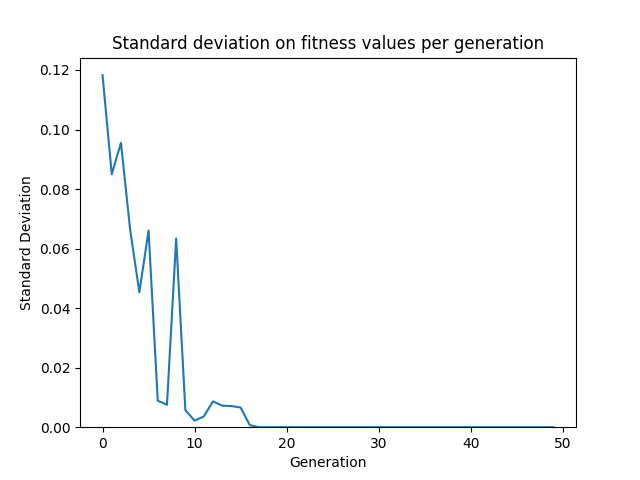 Standard deviation on fitness values per generation
0.12
0.10
0.08
0.06
0.04
0.02
0.00
Standard Deviation
0 10 20 30 40 50
Generation